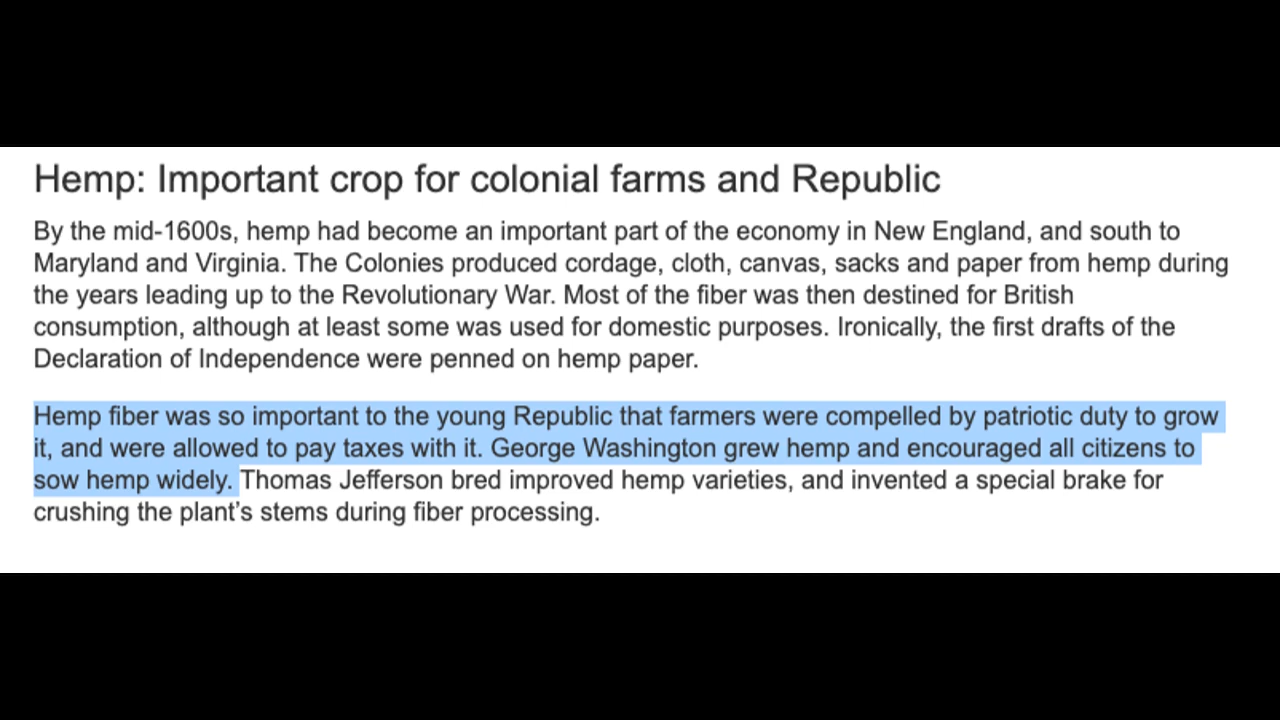 Hemp: Important crop for colonial farms and Republic
By the mid-1600s, hemp had become an important part of the economy in New England, and south to
Maryland and Virginia. The Colonies produced cordage, cloth, canvas, sacks and paper from hemp during
the years leading up to the Revolutionary War. Most of the fiber was then destined for British
consumption, although at least some was used for domestic purposes. Ironically, the first drafts of the
Declaration of Independence were penned on hemp paper.
Hemp fiber was so important to the young Republic that farmers were compelled by patriotic duty to grow
it, and were allowed to pay taxes with it. George Washington grew hemp and encouraged all citizens to
sow hemp widely. Thomas Jefferson bred improved hemp varieties, and invented a special brake for
crushing the plant’s stems during fiber processing.